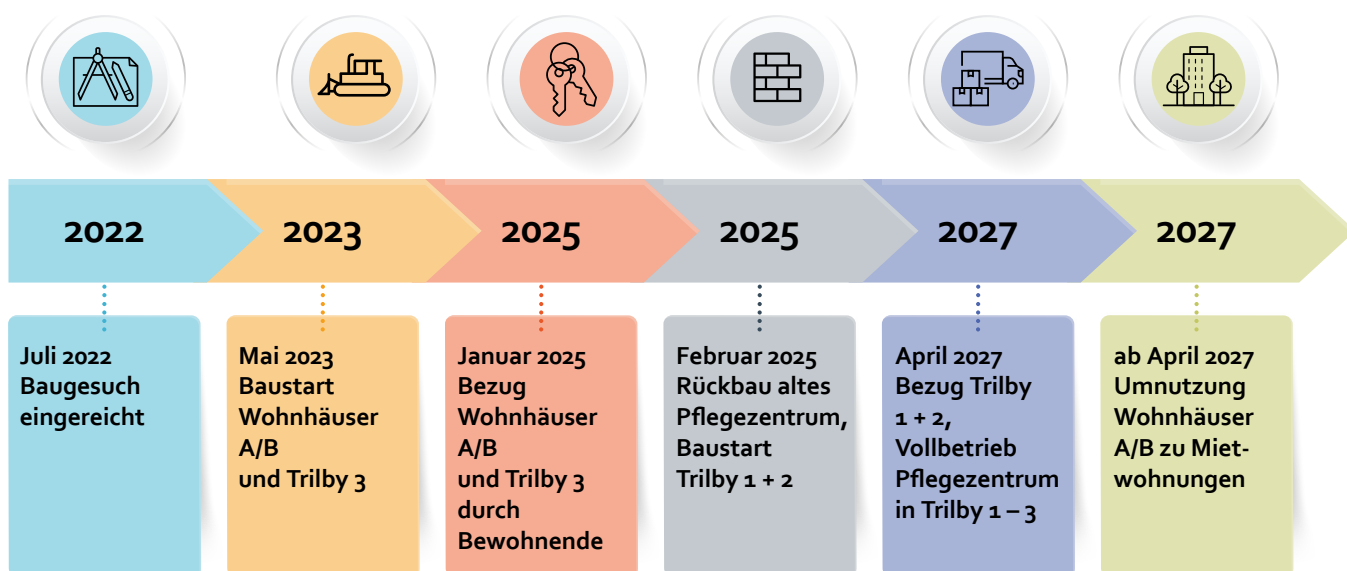 2022
2023
2025
2025
2027
2027
Juli 2022
Baugesuch
eingereicht
Mai 2023
Baustart
Wohnhäuser
A/B
und Trilby 3
Januar 2025
Bezug
Wohnhäuser
A/B
und Trilby 3
durch
Bewohnende
Februar 2025
Rückbau altes
Pflegezentrum,
Baustart
Trilby 1 + 2
April 2027
Bezug Trilby
1 + 2,
Vollbetrieb
Pflegezentrum
in Trilby 1 – 3
ab April 2027
Umnutzung
Wohnhäuser
A/B zu Miet-
wohnungen